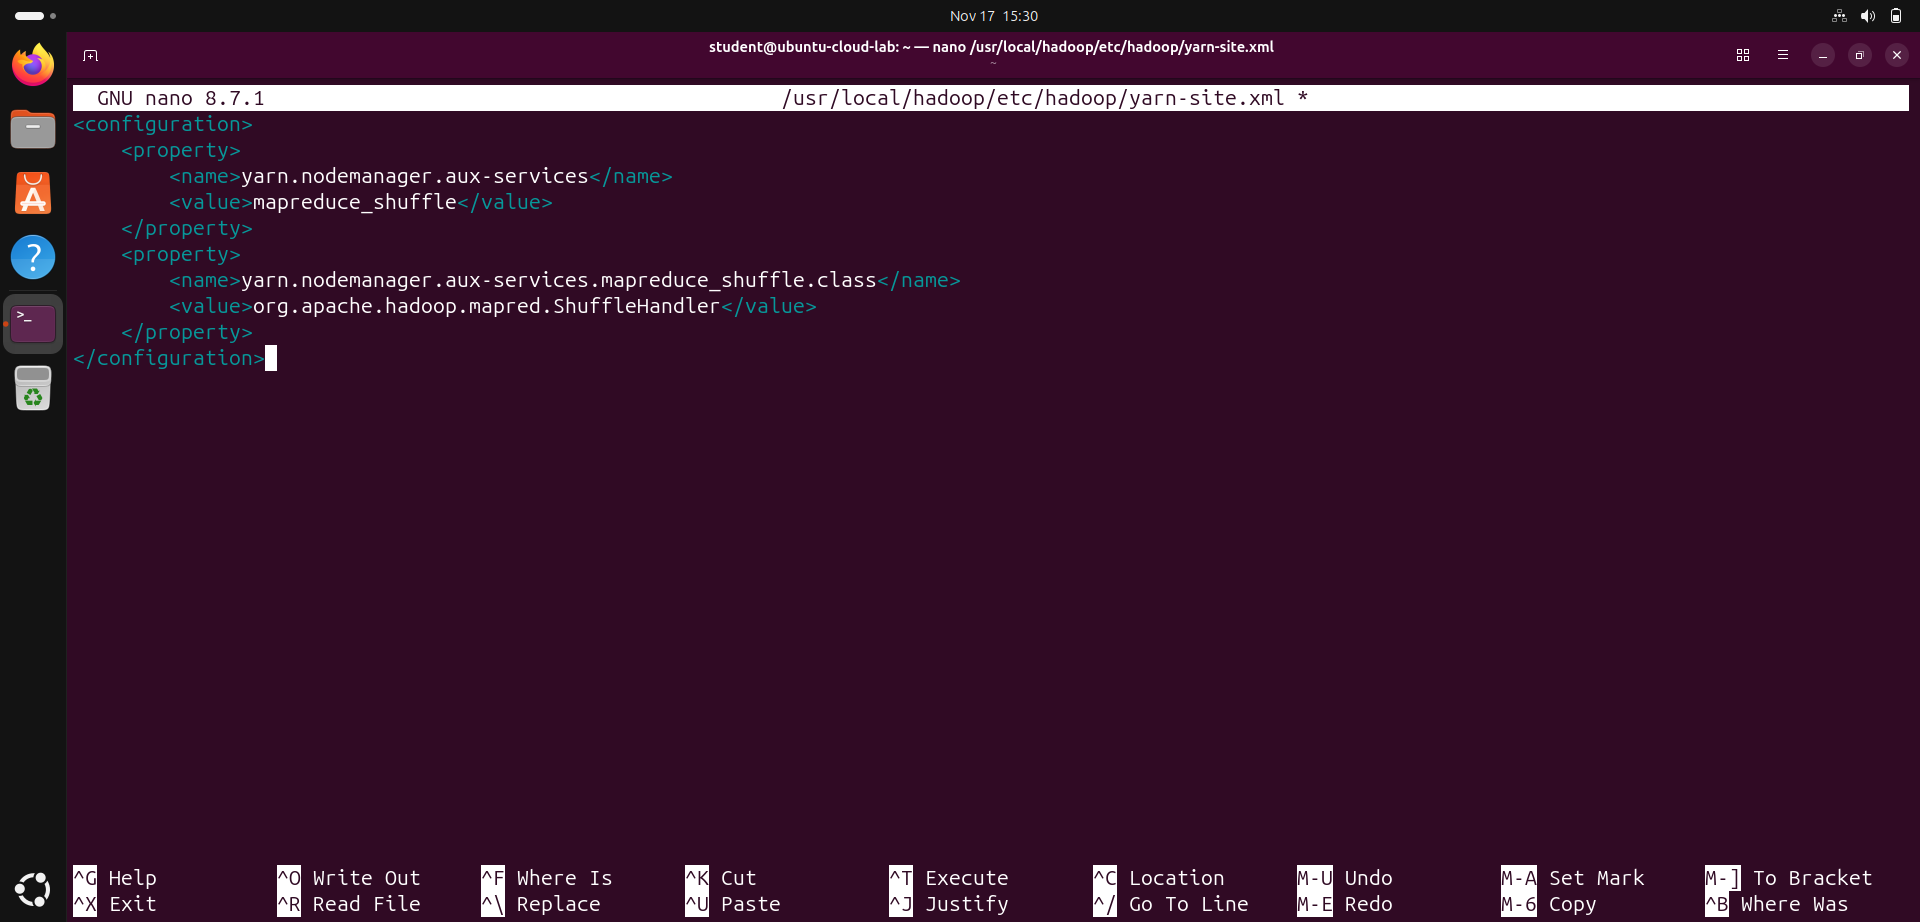 Nov 17 15:30
student@ubuntu-cloud-lab: ~ — nano /usr/local/hadoop/etc/hadoop/yarn-site.xml
~
GNU nano 8.7.1 /usr/local/hadoop/etc/hadoop/yarn-site.xml *
<configuration>
    <property>
        <name>yarn.nodemanager.aux-services</name>
        <value>mapreduce_shuffle</value>
    </property>
    <property>
        <name>yarn.nodemanager.aux-services.mapreduce_shuffle.class</name>
        <value>org.apache.hadoop.mapred.ShuffleHandler</value>
    </property>
</configuration>
^G Help ^O Write Out ^F Where Is ^K Cut ^T Execute ^C Location M-U Undo M-A Set Mark M-] To Bracket
^X Exit ^R Read File ^\ Replace ^U Paste ^J Justify ^/ Go To Line M-E Redo M-6 Copy ^B Where Was